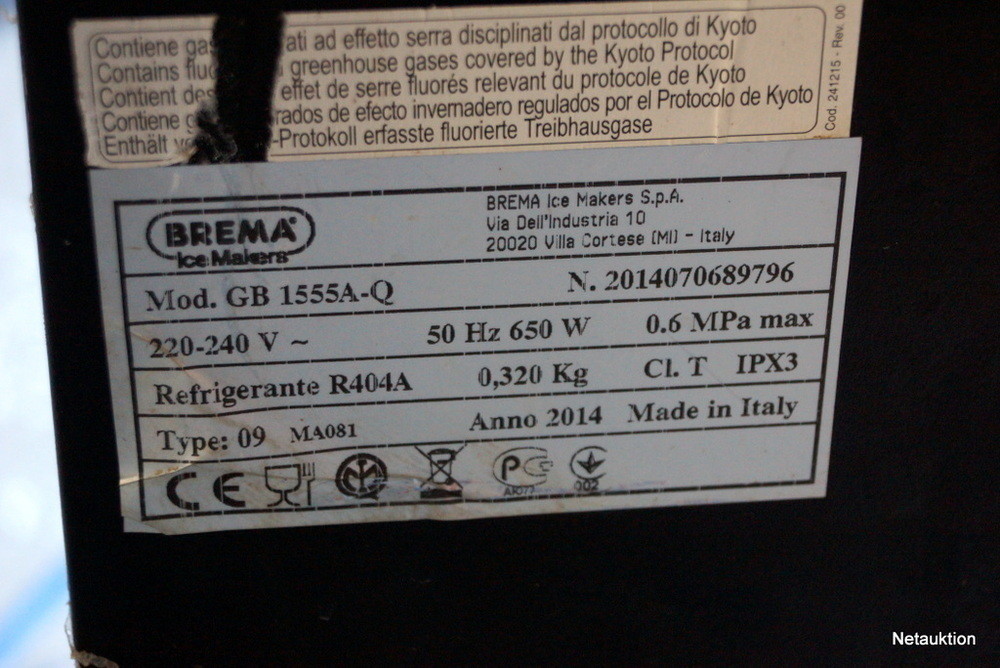 Contiene gas ati ad effetto serra disciplinati dal protocollo di Kyoto
Contains fluo greenhouse gases covered by the Kyoto Protocol
Contient des effet de serre fluorés relevant du protocole de Kyoto
Contiene g rados de efecto invernadero regulados por el Protocolo de Kyoto
Enthält vo -Protokoll erfasste fluorierte Treibhausgase
Cod. 241215 - Rev. 00
BREMA
Ice Makers
BREMA Ice Makers S.p.A.
Via Dell'Industria 10
20020 Villa Cortese (MI) - Italy
Mod. GB 1555A-Q N. 2014070689796
220-240 V ~ 50 Hz 650 W 0.6 MPa max
Refrigerante R404A 0,320 Kg Cl. T IPX3
Type: 09 MA081 Anno 2014 Made in Italy
CE
PC
002
Netauktion